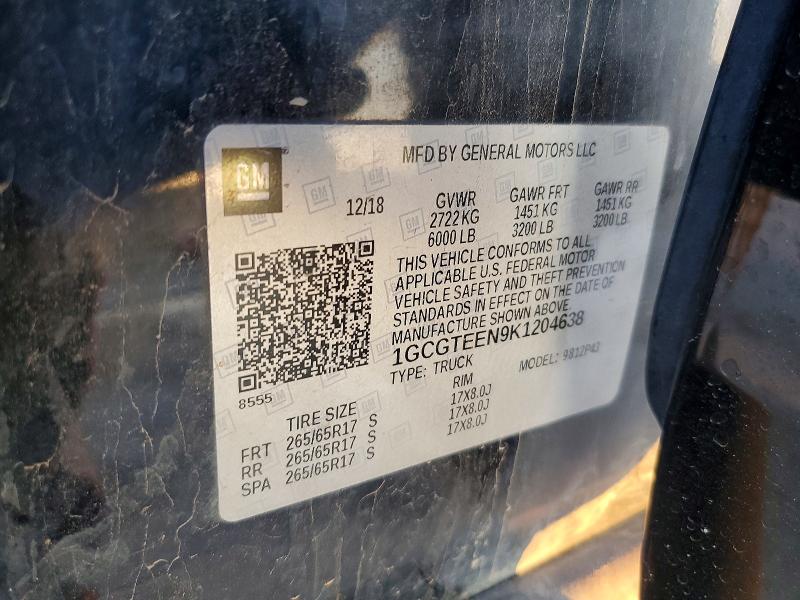 GM
MFD BY GENERAL MOTORS LLC
12/18
GVWR GAWR FRT GAWR RR
2722 KG 1451 KG 1451 KG
6000 LB 3200 LB 3200 LB
THIS VEHICLE CONFORMS TO ALL
APPLICABLE U.S. FEDERAL MOTOR
VEHICLE SAFETY AND THEFT PREVENTION
STANDARDS IN EFFECT ON THE DATE OF
MANUFACTURE SHOWN ABOVE.
1GCGTEEN9K1204638
TYPE: TRUCK MODEL: 9812P43
8555
TIRE SIZE RIM
FRT 265/65R17 S 17X8.0J
RR 265/65R17 S 17X8.0J
SPA 265/65R17 S 17X8.0J